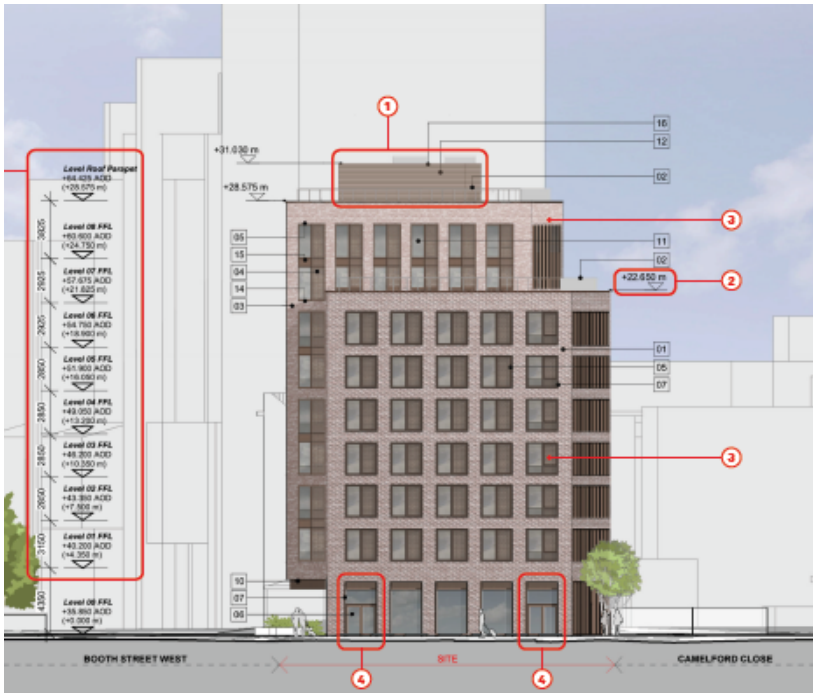 1
16
+31.030 m
12
02
+28.575 m
Level Roof Parapet
+64.425 AOD
(+28.575 m)
3825
Level 08 FFL
+60.600 AOD
(+24.750 m)
2925
Level 07 FFL
+57.675 AOD
(+21.825 m)
2925
Level 06 FFL
+54.750 AOD
(+18.900 m)
2850
Level 05 FFL
+51.900 AOD
(+16.050 m)
2850
Level 04 FFL
+49.050 AOD
(+13.200 m)
2850
Level 03 FFL
+46.200 AOD
(+10.350 m)
2850
Level 02 FFL
+43.350 AOD
(+7.500 m)
3150
Level 01 FFL
+40.200 AOD
(+4.350 m)
4350
Level 00 FFL
+35.850 AOD
(+0.000 m)
05
15
04
14
03
3
11
02
+22.650 m
2
01
05
07
3
10
07
06
4
4
BOOTH STREET WEST
SITE
CAMELFORD CLOSE